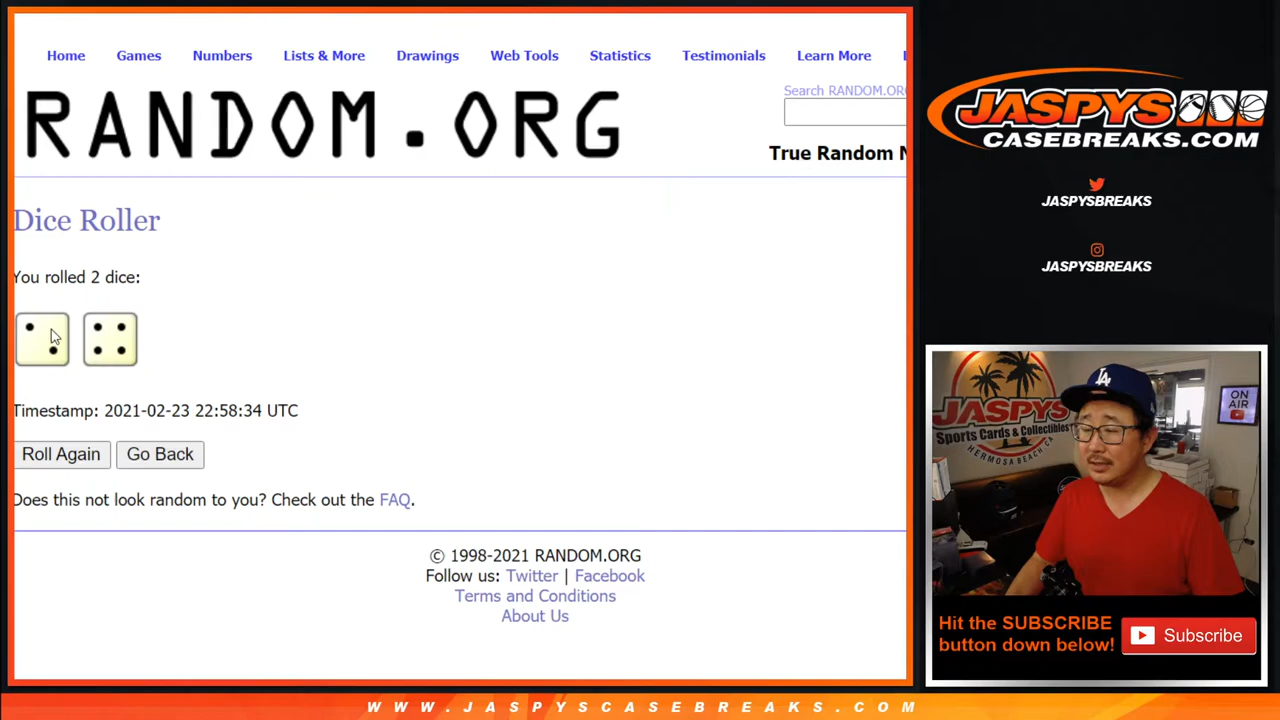 Home Games Numbers Lists & More Drawings Web Tools Statistics Testimonials Learn More
RANDOM.ORG
Search RANDOM.ORG
True Random N
Dice Roller
You rolled 2 dice:
Timestamp: 2021-02-23 22:58:34 UTC
Roll Again Go Back
Does this not look random to you? Check out the FAQ.
© 1998-2021 RANDOM.ORG
Follow us: Twitter | Facebook
Terms and Conditions
About Us
JASPYS
CASEBREAKS.COM
JASPYSBREAKS
JASPYSBREAKS
JASPYS
Sports Cards & Collectibles
HERMOSA BEACH, CA
LA
ON AIR
Hit the SUBSCRIBE
button down below!
Subscribe
WWW.JASPYSCASEBREAKS.COM